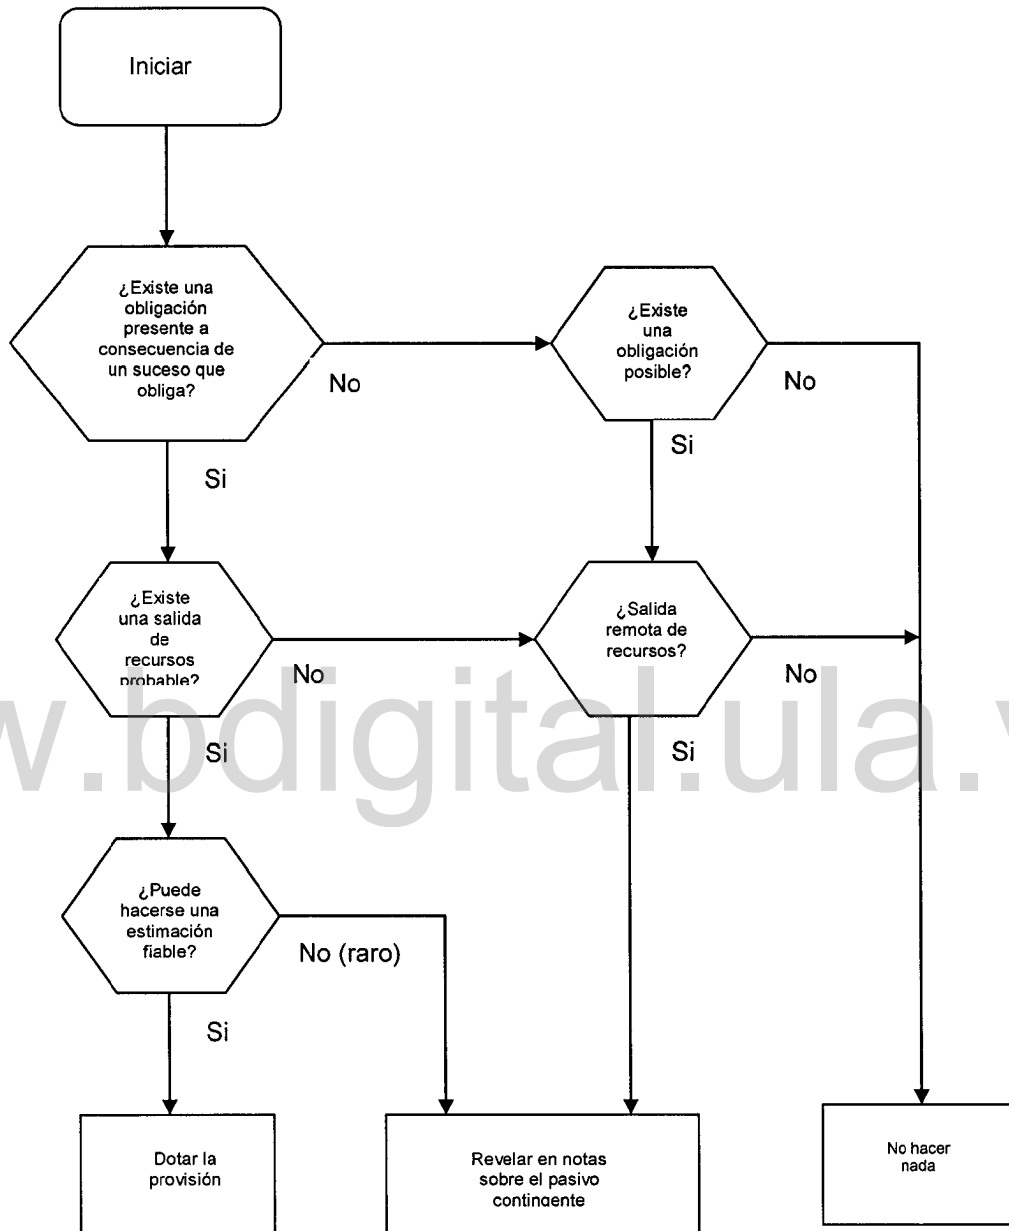 Iniciar
¿Existe una
obligación
presente a
consecuencia de
un suceso que
obliga?
No
¿Existe
una
obligación
posible?
No
Si
Si
¿Existe
una salida
de
recursos
probable?
No
¿Salida
remota de
recursos?
No
Si
Si
w.bdigital.ula.v
¿Puede
hacerse una
estimación
fiable?
No (raro)
Si
Dotar la
provisión
Revelar en notas
sobre el pasivo
contingente
No hacer
nada